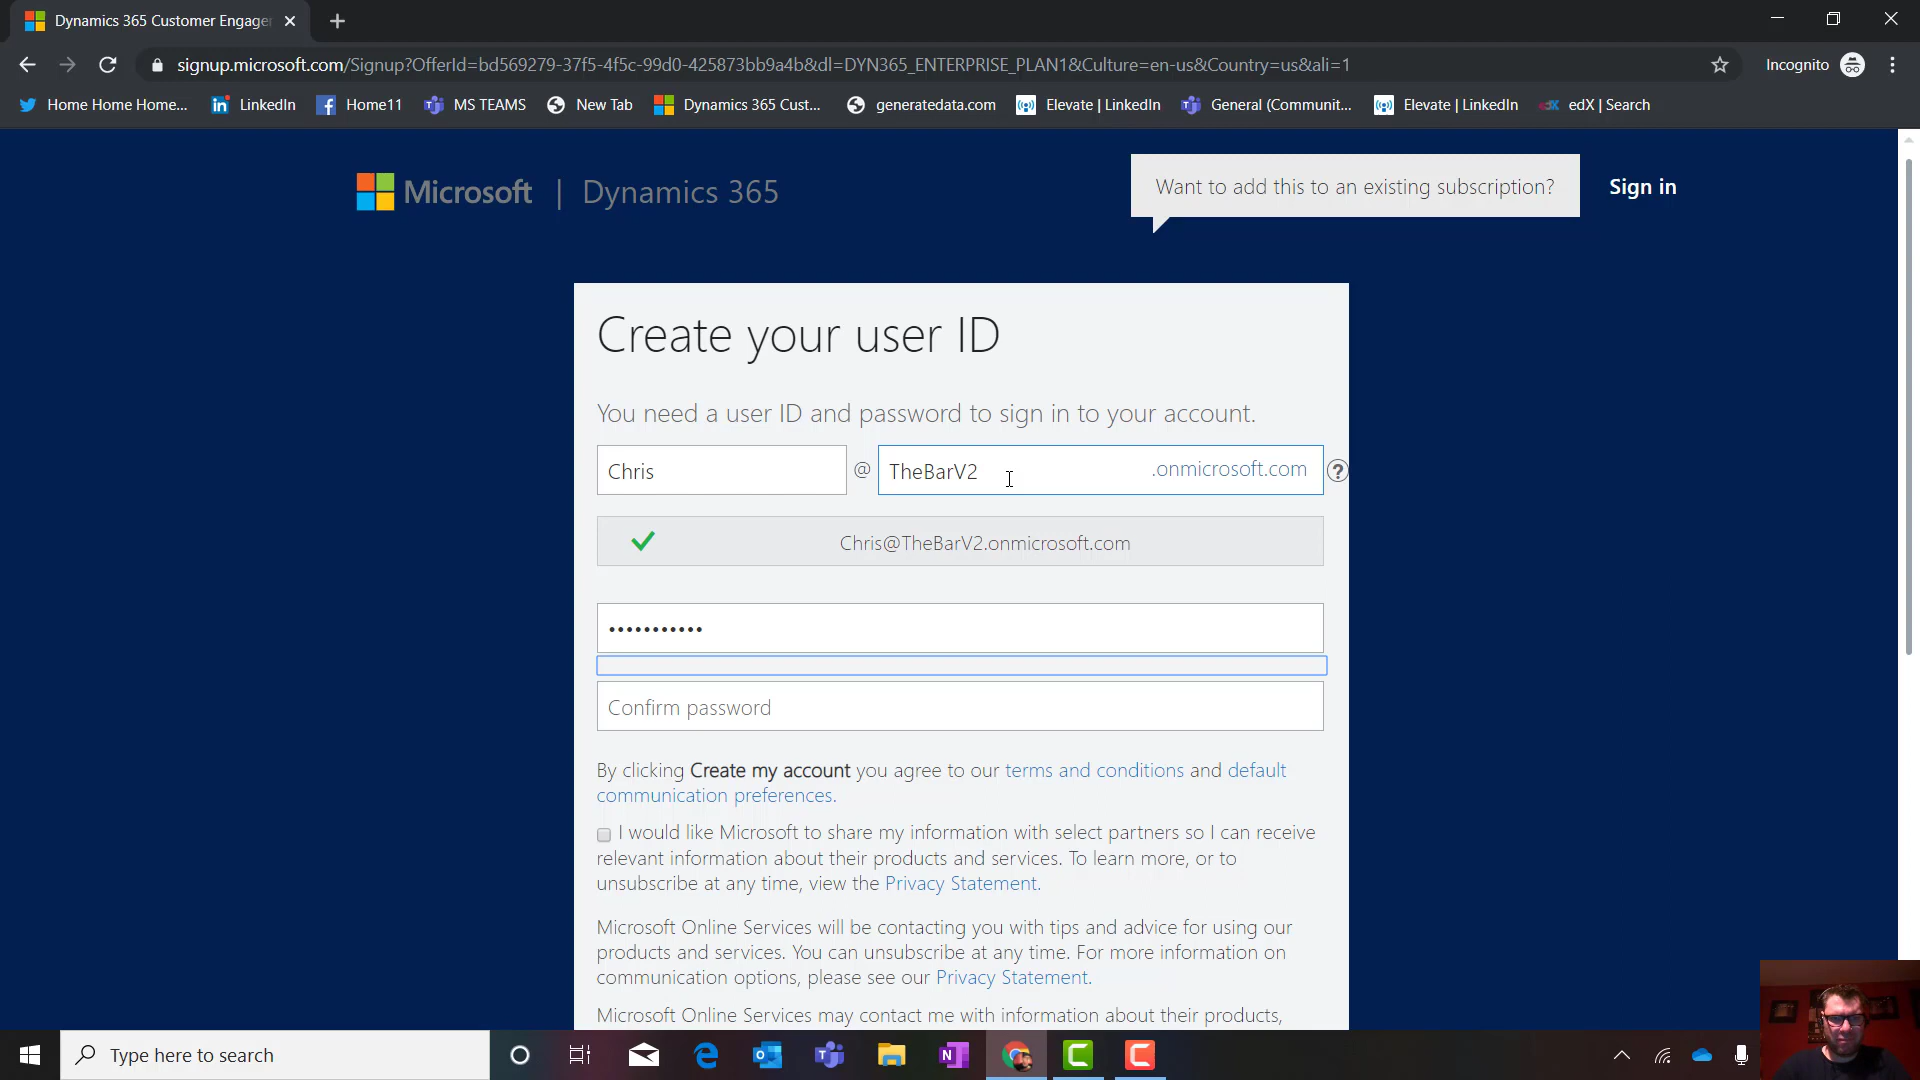 Dynamics 365 Customer Engager
signup.microsoft.com/Signup?OfferId=bd569279-37f5-4f5c-99d0-425873bb9a4b&dl=DYN365_ENTERPRISE_PLAN1&Culture=en-us&Country=us&ali=1
Incognito
Home Home Home... LinkedIn Home11 MS TEAMS New Tab Dynamics 365 Cust... generatedata.com Elevate | LinkedIn General (Communit... Elevate | LinkedIn edX | Search
Microsoft | Dynamics 365
Want to add this to an existing subscription? Sign in
Create your user ID
You need a user ID and password to sign in to your account.
Chris @ TheBarV2 .onmicrosoft.com ?
Chris@TheBarV2.onmicrosoft.com
•••••••••••
Confirm password
By clicking Create my account you agree to our terms and conditions and default
communication preferences.
I would like Microsoft to share my information with select partners so I can receive
relevant information about their products and services. To learn more, or to
unsubscribe at any time, view the Privacy Statement.
Microsoft Online Services will be contacting you with tips and advice for using our
products and services. You can unsubscribe at any time. For more information on
communication options, please see our Privacy Statement.
Microsoft Online Services may contact me with information about their products,
Type here to search